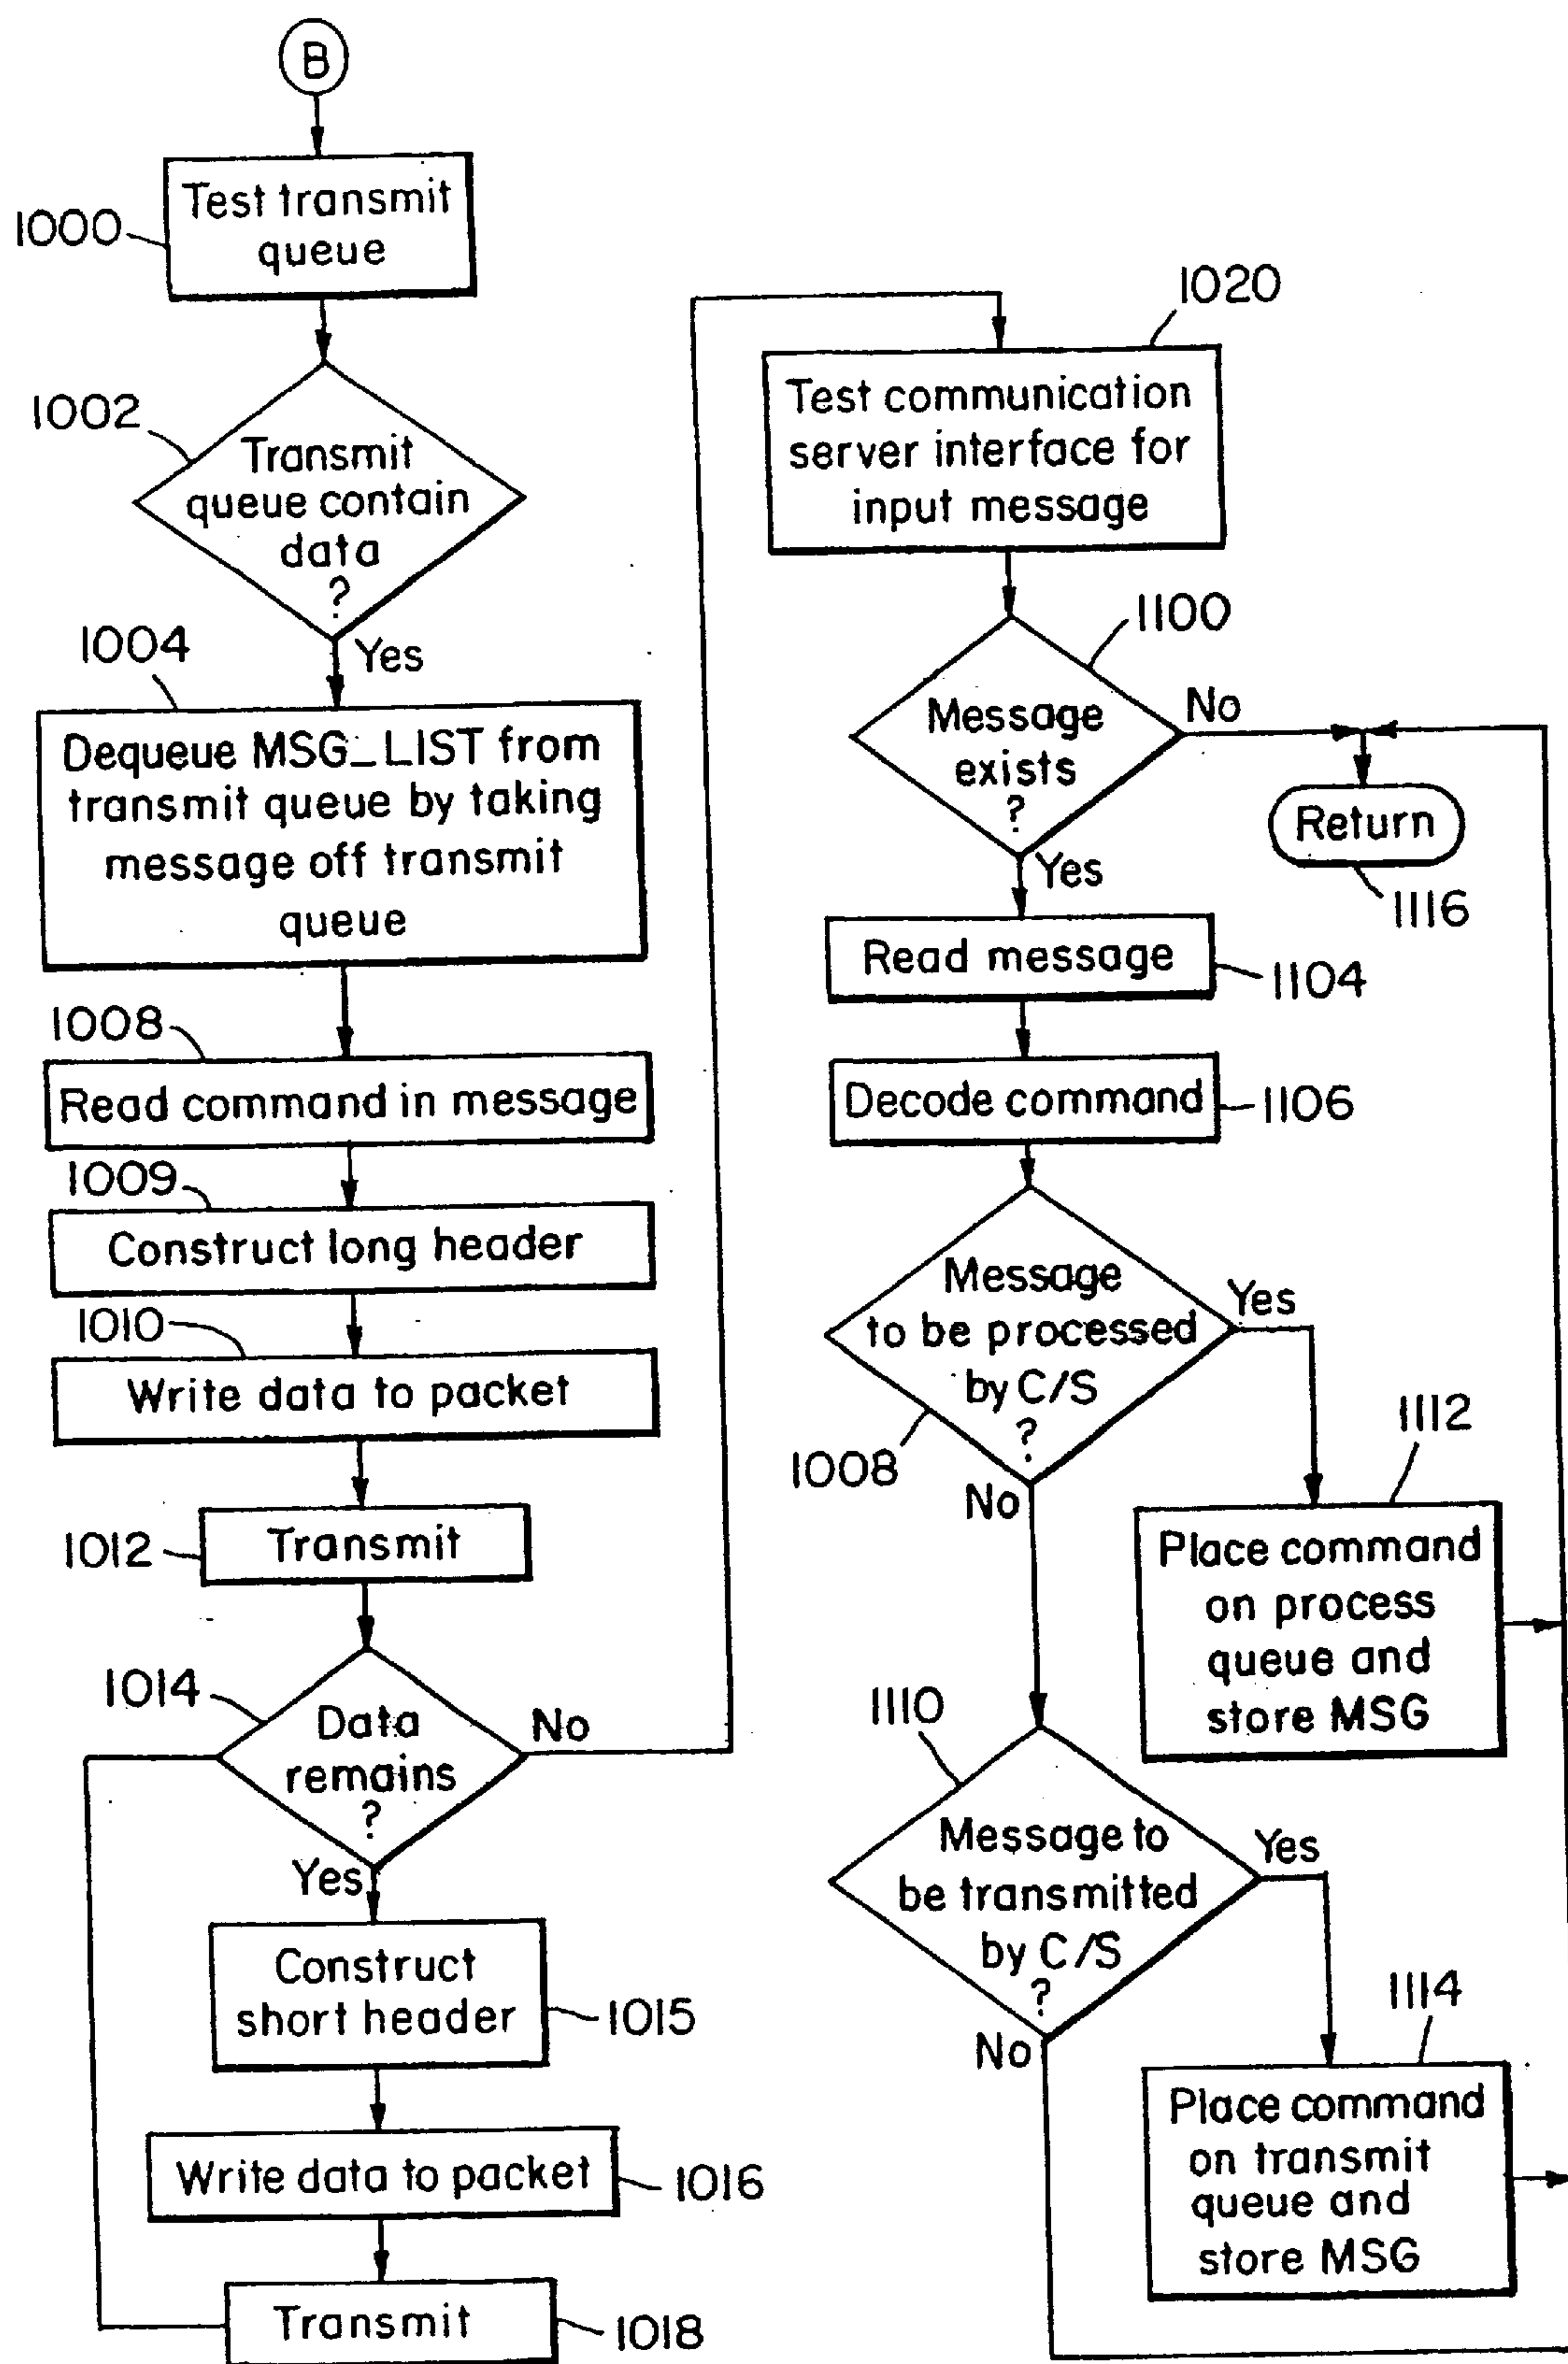 B
Test transmit
queue
1000
1002
Transmit
queue contain
data
?
Yes
1004
Dequeue MSG_LIST from
transmit queue by taking
message off transmit
queue
1008
Read command in message
1009
Construct long header
1010
Write data to packet
1012
Transmit
1014
Data
remains
?
No
Yes
Construct
short header
1015
Write data to packet
1016
Transmit
1018
1020
Test communication
server interface for
input message
1100
Message
exists
?
No
Return
1116
Yes
Read message
1104
Decode command
1106
Message
to be processed
by C/S
?
Yes
1008
No
1112
Place command
on process
queue and
store MSG
1110
Message to
be transmitted
by C/S
?
Yes
No
1114
Place command
on transmit
queue and
store MSG